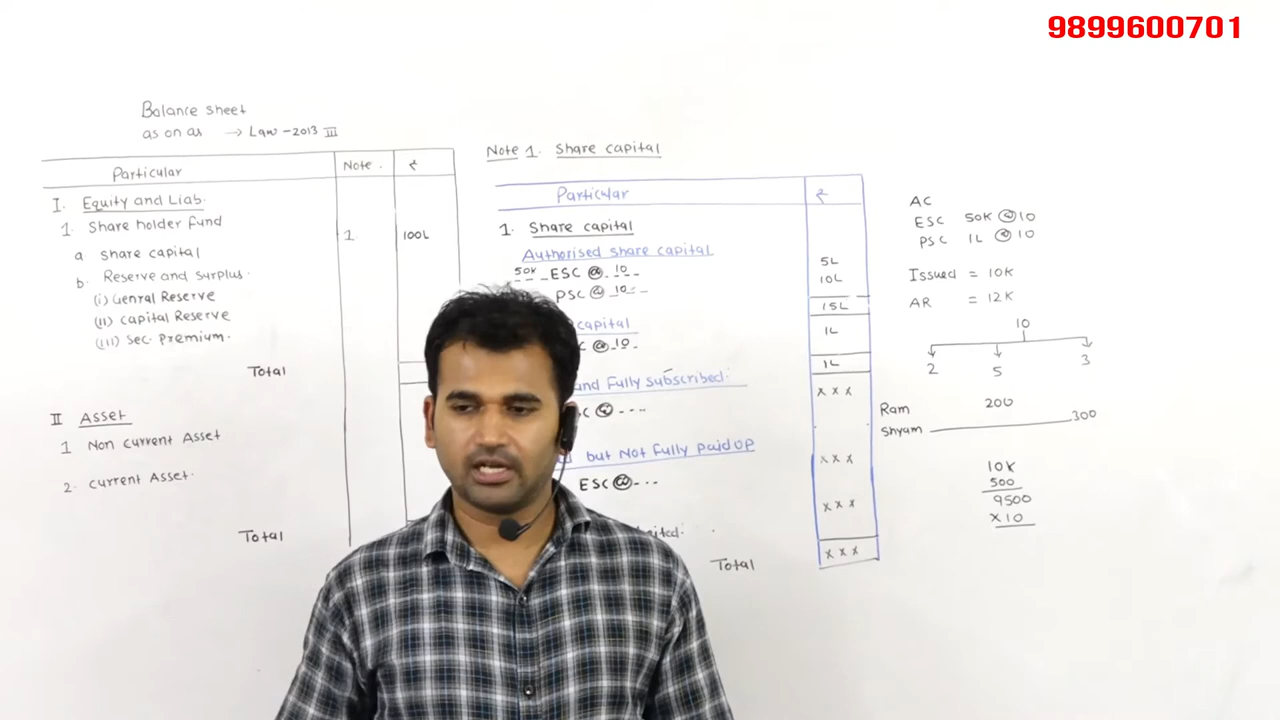 9899600701
Balance sheet
as on as → Law-2013 III
Particular Note. ₹
I. Equity and Liab.
1. Share holder fund
1 100L
a share capital
b. Reserve and surplus.
(i) Genral Reserve
(ii) Capital Reserve
(iii) Sec. Premium.
Total
II Asset
1 Non Current Asset
2. Current Asset.
Total
Note 1. Share capital
Particular ₹
1. Share capital
Authorised share capital
50K ESC @ 10 5L
PSC @ 10 10L
15L
capital 1L
@ 10
1L
and Fully subscribed:
x x x
@ ---
but Not Fully paid up
x x x
ESC @ ---
x x x
Total x x x
AC
ESC 50K @ 10
PSC 1L @ 10
Issued = 10K
AR = 12K
10
2 5 3
Ram 200
Shyam 300
10K
500
9500
x10